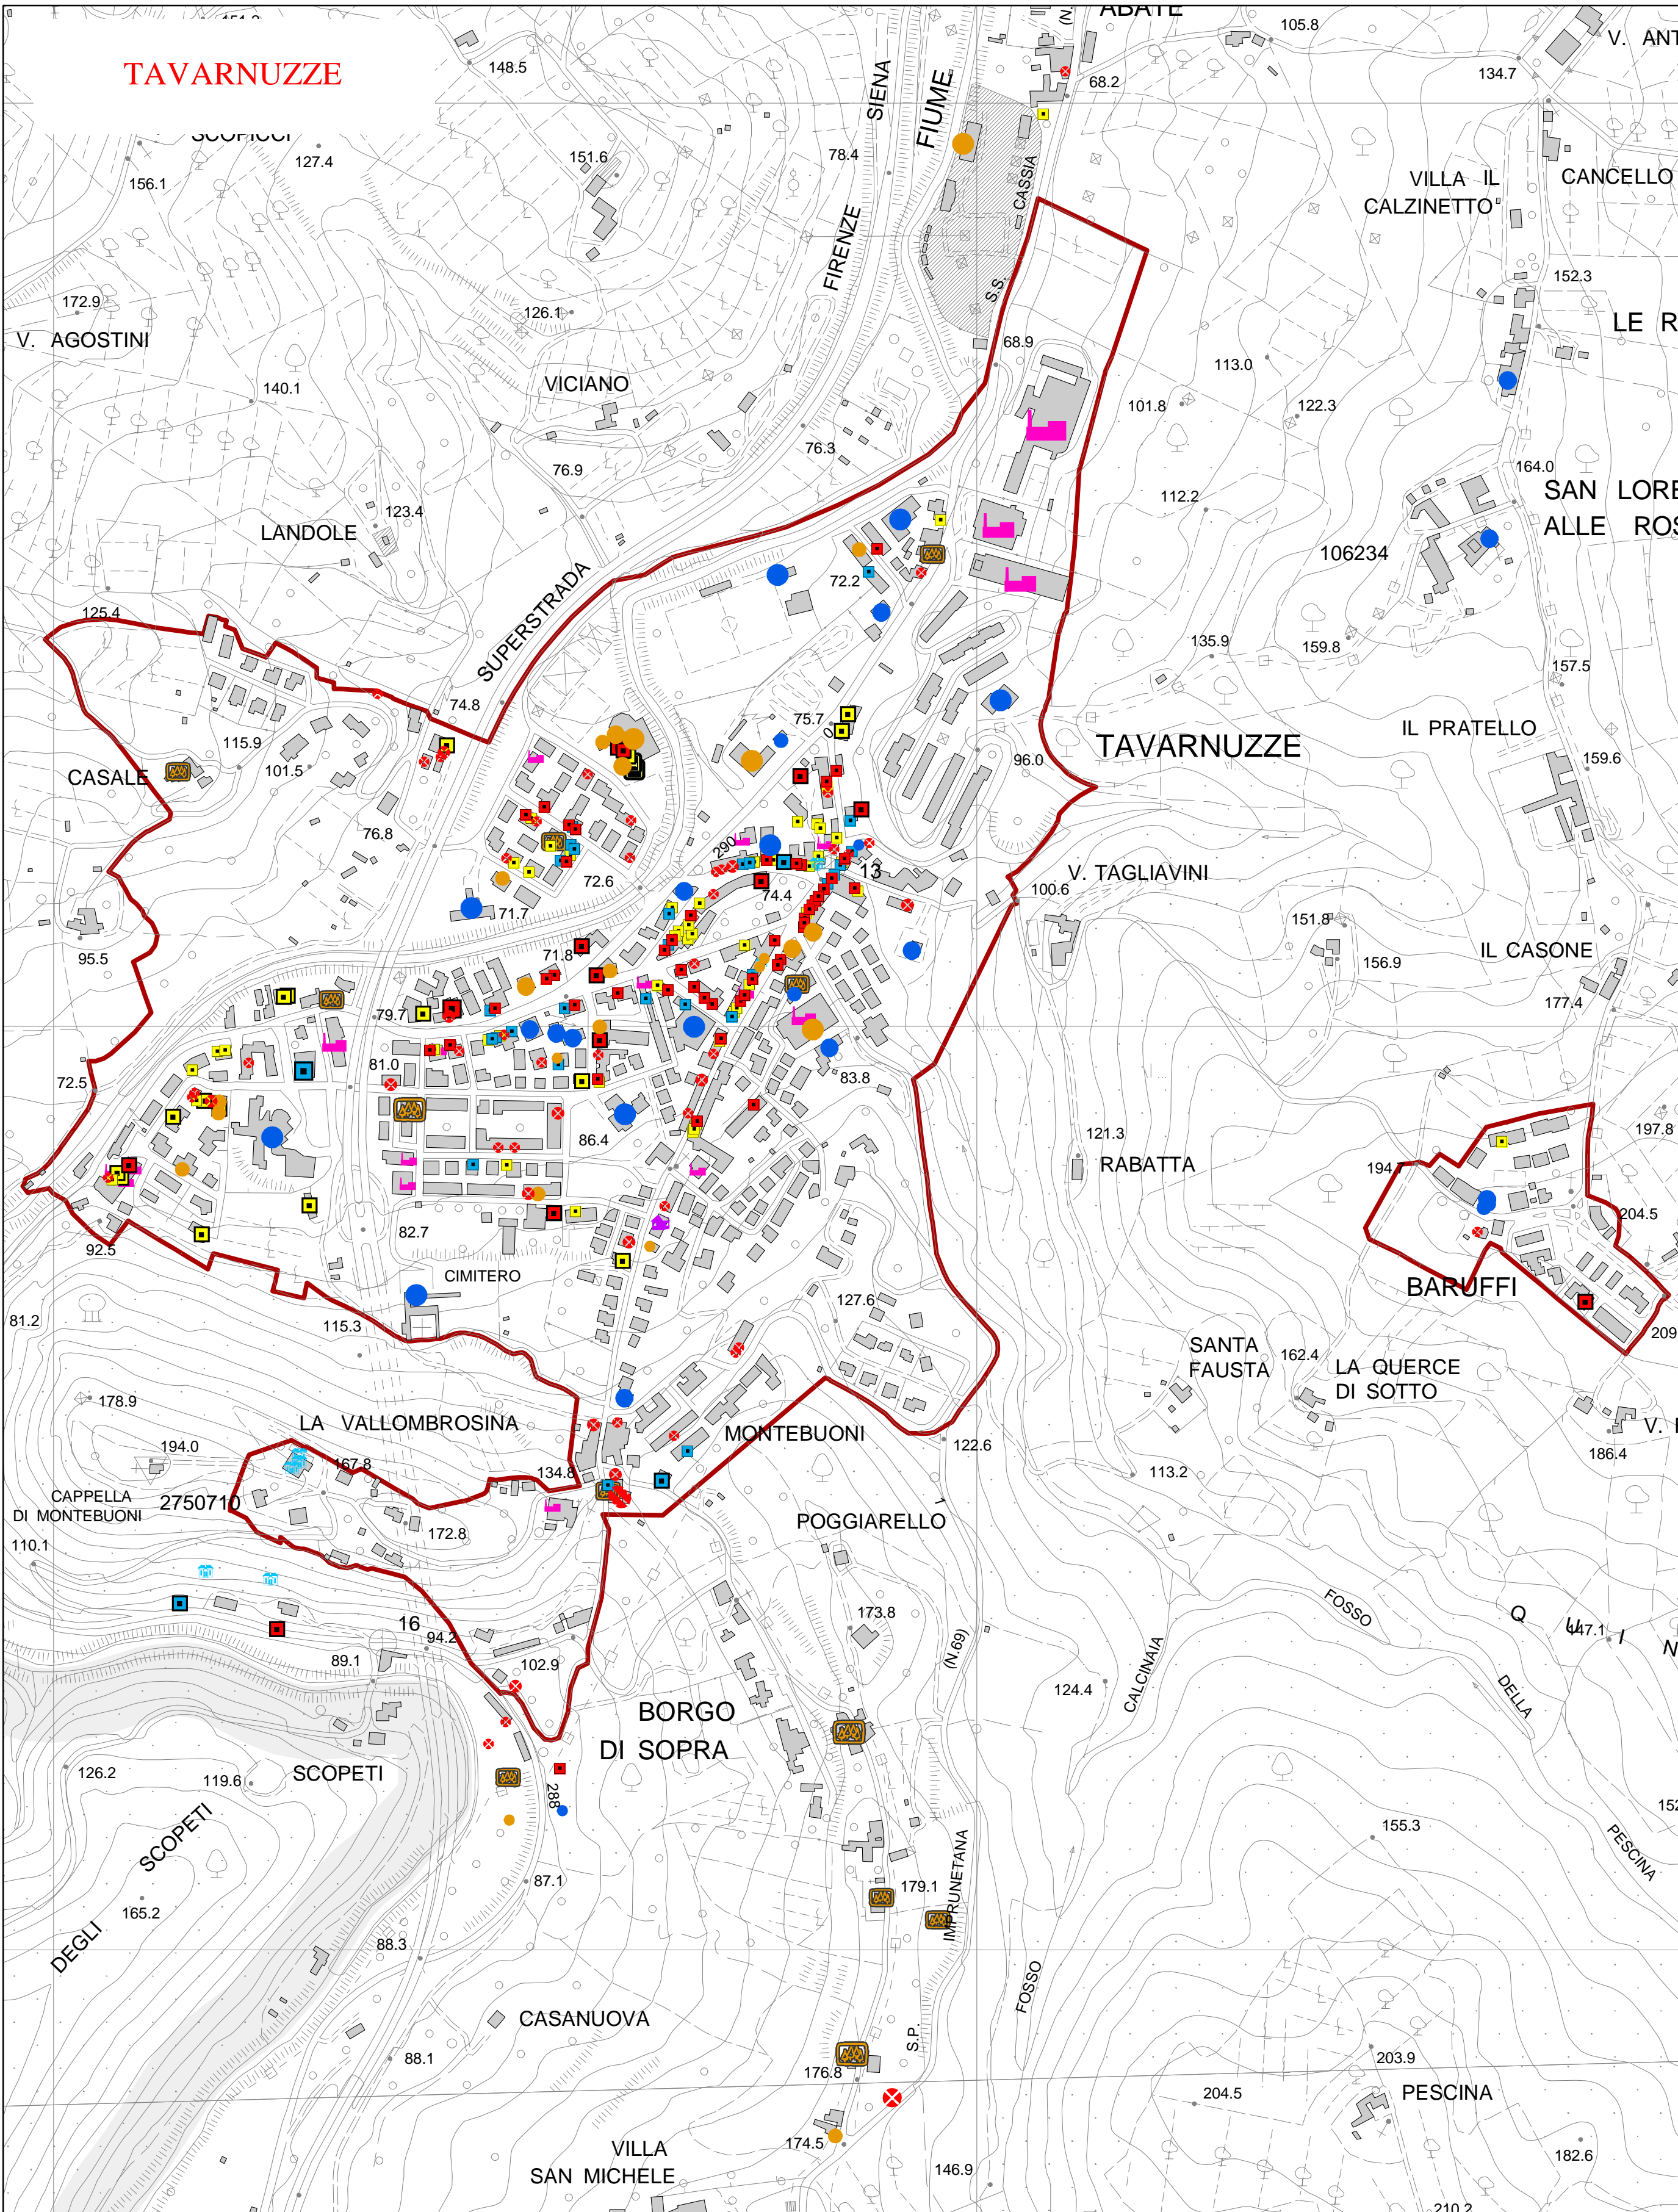 TAVARNUZZE
ABATE
(N.
105.8
V. ANT
148.5
134.7
68.2
SIENA
FIUME
127.4
151.6
78.4
156.1
CASSIA
VILLA IL
CALZINETTO
CANCELLO
FIRENZE
172.9
126.1
S.S.
152.3
V. AGOSTINI
68.9
LE R
VICIANO
113.0
140.1
101.8
122.3
76.3
76.9
164.0
SAN LORE
ALLE ROS
123.4
LANDOLE
112.2
106234
72.2
SUPERSTRADA
125.4
135.9
159.8
157.5
74.8
75.7
0
TAVARNUZZE
IL PRATELLO
115.9
96.0
101.5
CASALE
159.6
76.8
290
13
V. TAGLIAVINI
72.6
74.4
100.6
71.7
151.8
71.8
95.5
156.9
IL CASONE
177.4
79.7
81.0
83.8
72.5
86.4
121.3
RABATTA
197.8
194.7
204.5
82.7
92.5
CIMITERO
BARUFFI
127.6
81.2
115.3
209
SANTA
FAUSTA
162.4
LA QUERCE
DI SOTTO
178.9
LA VALLOMBROSINA
MONTEBUONI
V. F
194.0
167.8
134.8
122.6
186.4
113.2
CAPPELLA
DI MONTEBUONI
2750710
172.8
POGGIARELLO
1
110.1
FOSSO
173.8
Q U I N
147.1
16
94.2
89.1
102.9
(N.69)
CALCINAIA
124.4
DELLA
BORGO
DI SOPRA
126.2
119.6
SCOPETI
288
152
155.3
SCOPETI
PESCINA
IMPRUNETANA
87.1
179.1
165.2
DEGLI
88.3
FOSSO
CASANUOVA
S.P.
88.1
176.8
203.9
204.5
PESCINA
174.5
VILLA
SAN MICHELE
146.9
182.6
210.2